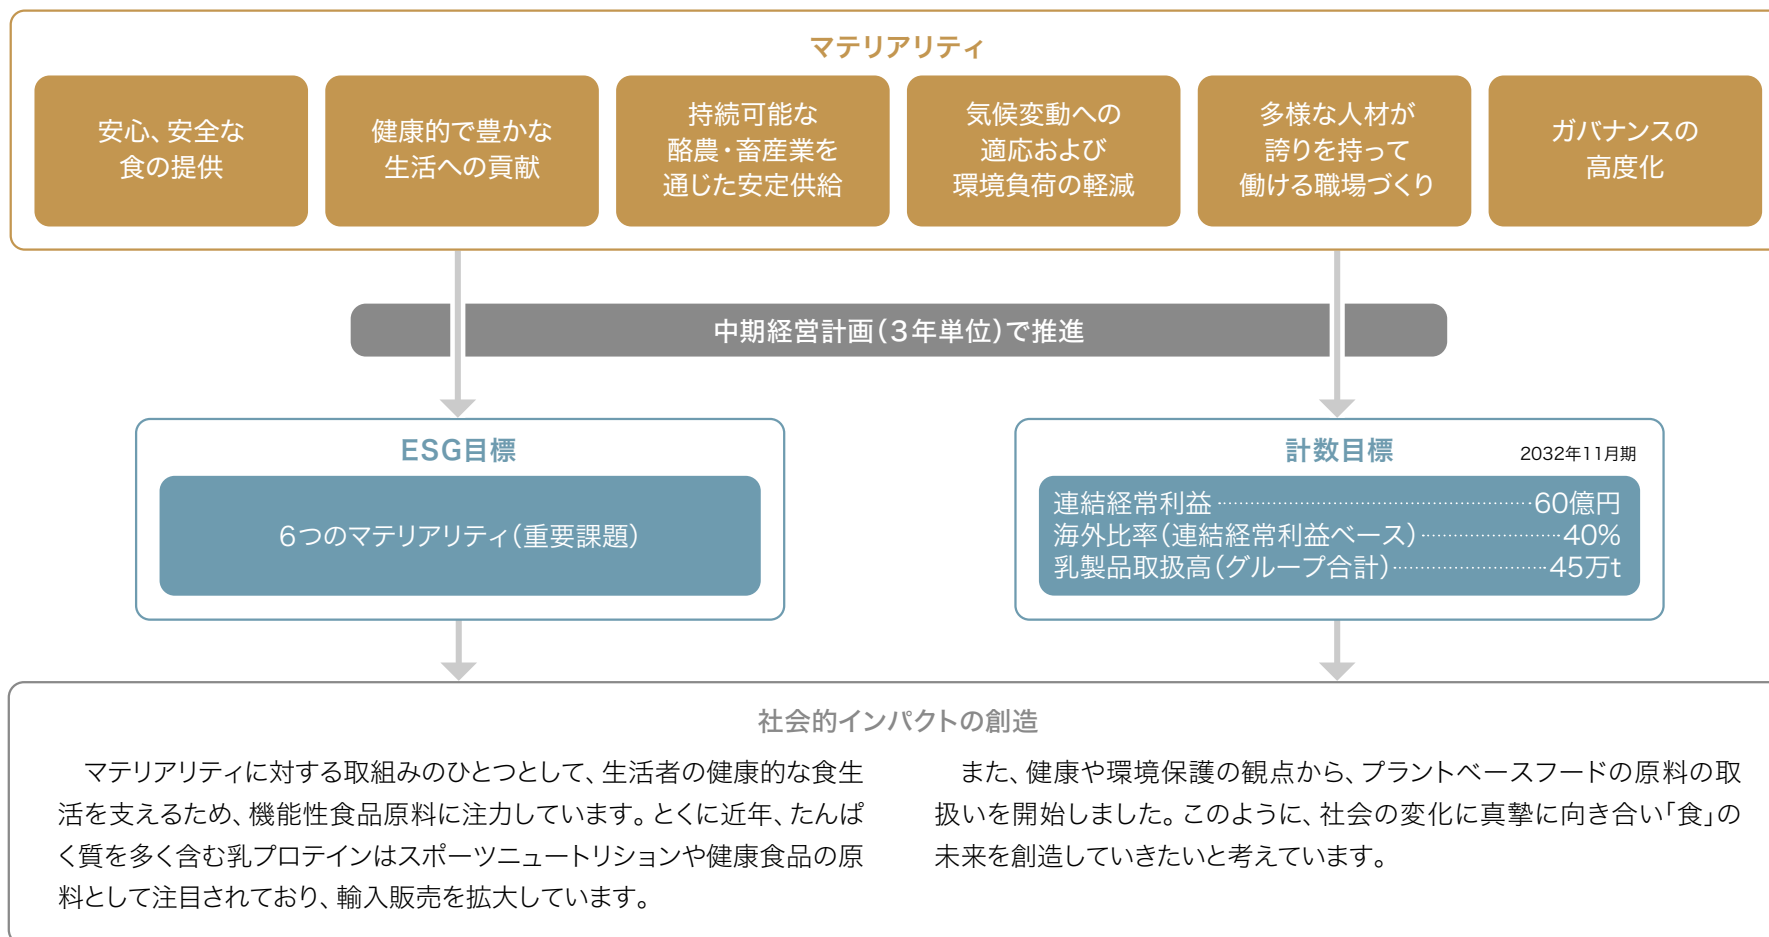 マテリアリティ
安心、安全な
食の提供
健康的で豊かな
生活への貢献
持続可能な
酪農・畜産業を
通じた安定供給
気候変動への
適応および
環境負荷の軽減
多様な人材が
誇りを持って
働ける職場づくり
ガバナンスの
高度化
中期経営計画(3年単位)で推進
ESG目標
6つのマテリアリティ(重要課題)
計数目標 2032年11月期
連結経常利益 60億円
海外比率(連結経常利益ベース) 40%
乳製品取扱高(グループ合計) 45万t
社会的インパクトの創造
マテリアリティに対する取組みのひとつとして、生活者の健康的な食生
活を支えるため、機能性食品原料に注力しています。とくに近年、たんぱ
く質を多く含む乳プロテインはスポーツニュートリションや健康食品の原
料として注目されており、輸入販売を拡大しています。
また、健康や環境保護の観点から、プラントベースフードの原料の取
扱いを開始しました。このように、社会の変化に真摯に向き合い「食」の
未来を創造していきたいと考えています。